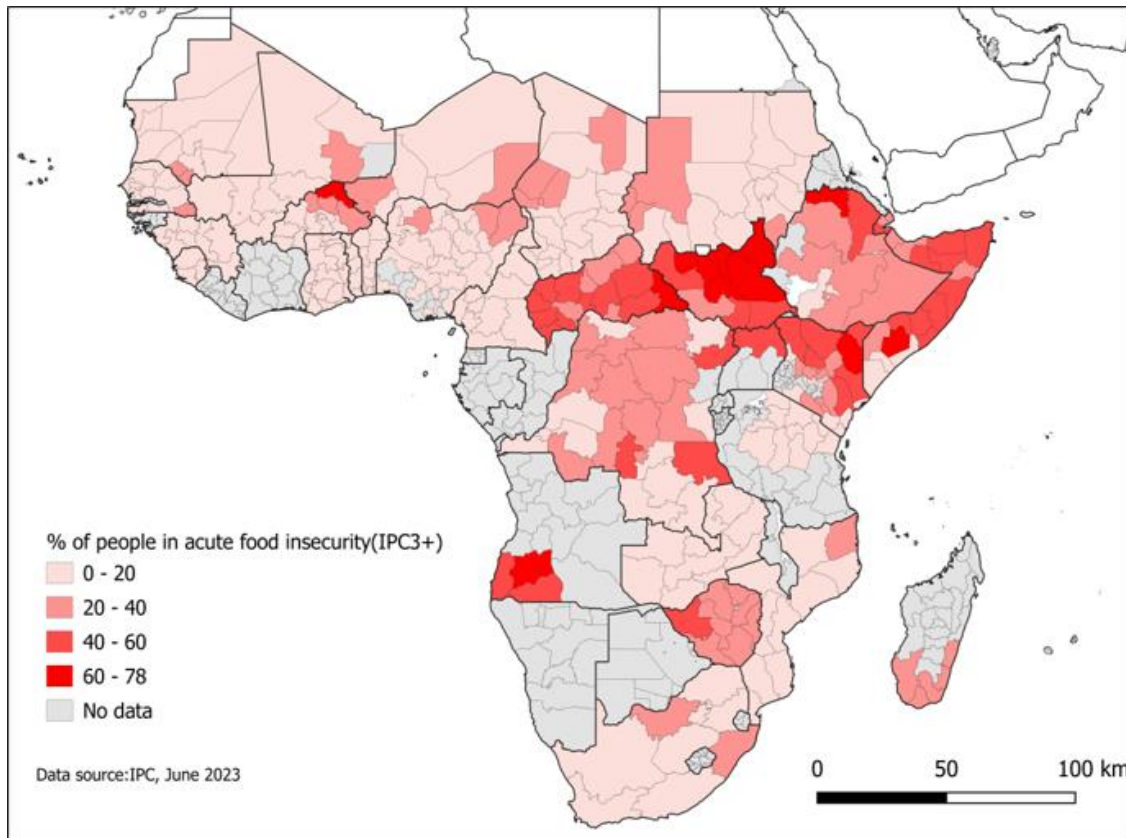 % of people in acute food insecurity(IPC3+)
0 - 20
20 - 40
40 - 60
60 - 78
No data
Data source:IPC, June 2023
0 50 100 km